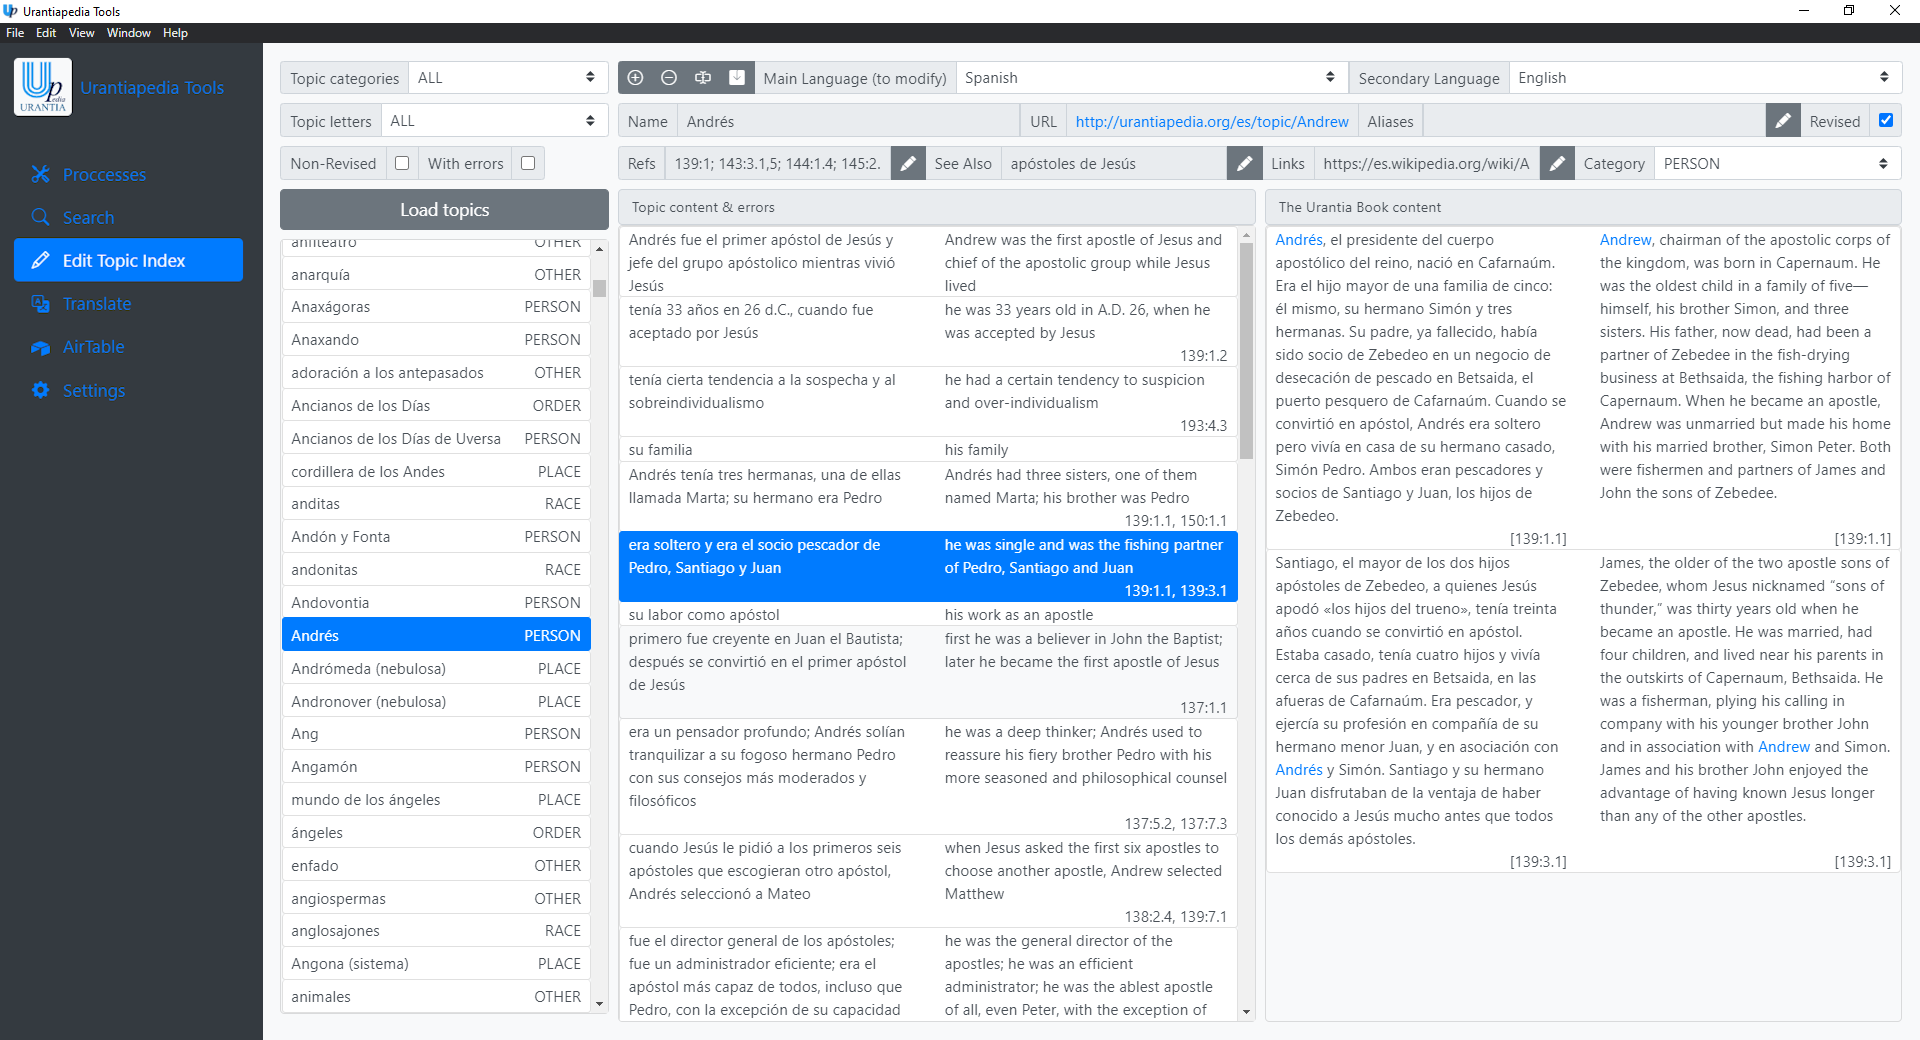 Urantiapedia Tools
File Edit View Window Help
Up
edia
URANTIA
Urantiapedia Tools
Proccesses
Search
Edit Topic Index
Translate
AirTable
Settings
Topic categories ALL
Topic letters ALL
Non-Revised With errors
Load topics
anfiteatro OTHER
anarquía OTHER
Anaxágoras PERSON
Anaxando PERSON
adoración a los antepasados OTHER
Ancianos de los Días ORDER
Ancianos de los Días de Uversa PERSON
cordillera de los Andes PLACE
anditas RACE
Andón y Fonta PERSON
andonitas RACE
Andovontia PERSON
Andrés PERSON
Andrómeda (nebulosa) PLACE
Andronover (nebulosa) PLACE
Ang PERSON
Angamón PERSON
mundo de los ángeles PLACE
ángeles ORDER
enfado OTHER
angiospermas OTHER
anglosajones RACE
Angona (sistema) PLACE
animales OTHER
Main Language (to modify) Spanish Secondary Language English
Name Andrés URL http://urantiapedia.org/es/topic/Andrew Aliases Revised
Refs 139:1; 143:3.1,5; 144:1.4; 145:2. See Also apóstoles de Jesús Links https://es.wikipedia.org/wiki/A Category PERSON
Topic content & errors
Andrés fue el primer apóstol de Jesús y
jefe del grupo apóstolico mientras vivió
Jesús
Andrew was the first apostle of Jesus and
chief of the apostolic group while Jesus
lived
tenía 33 años en 26 d.C., cuando fue
aceptado por Jesús
he was 33 years old in A.D. 26, when he
was accepted by Jesus
139:1.2
tenía cierta tendencia a la sospecha y al
sobreindividualismo
he had a certain tendency to suspicion
and over-individualism
193:4.3
su familia
his family
Andrés tenía tres hermanas, una de ellas
llamada Marta; su hermano era Pedro
Andrés had three sisters, one of them
named Marta; his brother was Pedro
139:1.1, 150:1.1
era soltero y era el socio pescador de
Pedro, Santiago y Juan
he was single and was the fishing partner
of Pedro, Santiago and Juan
139:1.1, 139:3.1
su labor como apóstol
his work as an apostle
primero fue creyente en Juan el Bautista;
después se convirtió en el primer apóstol
de Jesús
first he was a believer in John the Baptist;
later he became the first apostle of Jesus
137:1.1
era un pensador profundo; Andrés solían
tranquilizar a su fogoso hermano Pedro
con sus consejos más moderados y
filosóficos
he was a deep thinker; Andrés used to
reassure his fiery brother Pedro with his
more seasoned and philosophical counsel
137:5.2, 137:7.3
cuando Jesús le pidió a los primeros seis
apóstoles que escogieran otro apóstol,
Andrés seleccionó a Mateo
when Jesus asked the first six apostles to
choose another apostle, Andrew selected
Matthew
138:2.4, 139:7.1
fue el director general de los apóstoles;
fue un administrador eficiente; era el
apóstol más capaz de todos, incluso que
Pedro, con la excepción de su capacidad
he was the general director of the
apostles; he was an efficient
administrator; he was the ablest apostle
of all, even Peter, with the exception of
The Urantia Book content
Andrés, el presidente del cuerpo
apostólico del reino, nació en Cafarnaúm.
Era el hijo mayor de una familia de cinco:
él mismo, su hermano Simón y tres
hermanas. Su padre, ya fallecido, había
sido socio de Zebedeo en un negocio de
desecación de pescado en Betsaida, el
puerto pesquero de Cafarnaúm. Cuando se
convirtió en apóstol, Andrés era soltero
pero vivía en casa de su hermano casado,
Simón Pedro. Ambos eran pescadores y
socios de Santiago y Juan, los hijos de
Zebedeo.
[139:1.1]
Andrew, chairman of the apostolic corps of
the kingdom, was born in Capernaum. He
was the oldest child in a family of five—
himself, his brother Simon, and three
sisters. His father, now dead, had been a
partner of Zebedee in the fish-drying
business at Bethsaida, the fishing harbor of
Capernaum. When he became an apostle,
Andrew was unmarried but made his home
with his married brother, Simon Peter. Both
were fishermen and partners of James and
John the sons of Zebedee.
[139:1.1]
Santiago, el mayor de los dos hijos
apóstoles de Zebedeo, a quienes Jesús
apodó «los hijos del trueno», tenía treinta
años cuando se convirtió en apóstol.
Estaba casado, tenía cuatro hijos y vivía
cerca de sus padres en Betsaida, en las
afueras de Cafarnaúm. Era pescador, y
ejercía su profesión en compañía de su
hermano menor Juan, y en asociación con
Andrés y Simón. Santiago y su hermano
Juan disfrutaban de la ventaja de haber
conocido a Jesús mucho antes que todos
los demás apóstoles.
[139:3.1]
James, the older of the two apostle sons of
Zebedee, whom Jesus nicknamed “sons of
thunder,” was thirty years old when he
became an apostle. He was married, had
four children, and lived near his parents in
the outskirts of Capernaum, Bethsaida. He
was a fisherman, plying his calling in
company with his younger brother John
and in association with Andrew and Simon.
James and his brother John enjoyed the
advantage of having known Jesus longer
than any of the other apostles.
[139:3.1]